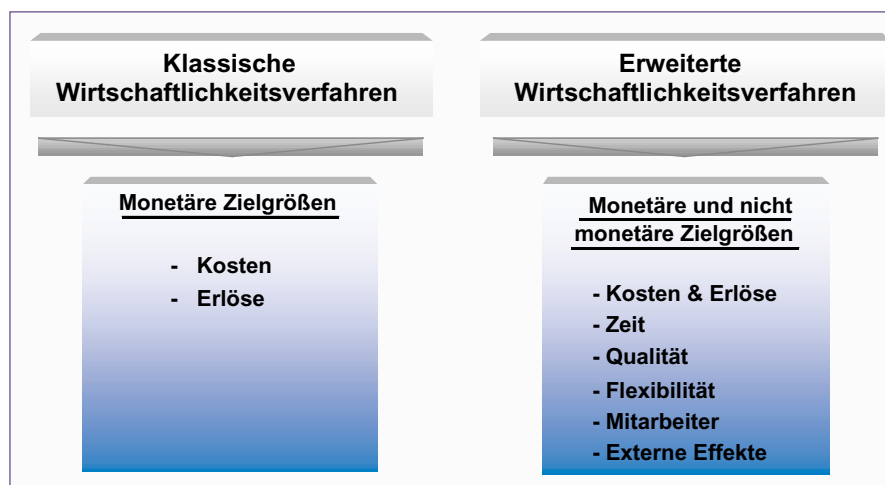 Klassische
Wirtschaftlichkeitsverfahren
Monetäre Zielgrößen
- Kosten
- Erlöse
Erweiterte
Wirtschaftlichkeitsverfahren
Monetäre und nicht
monetäre Zielgrößen
- Kosten & Erlöse
- Zeit
- Qualität
- Flexibilität
- Mitarbeiter
- Externe Effekte